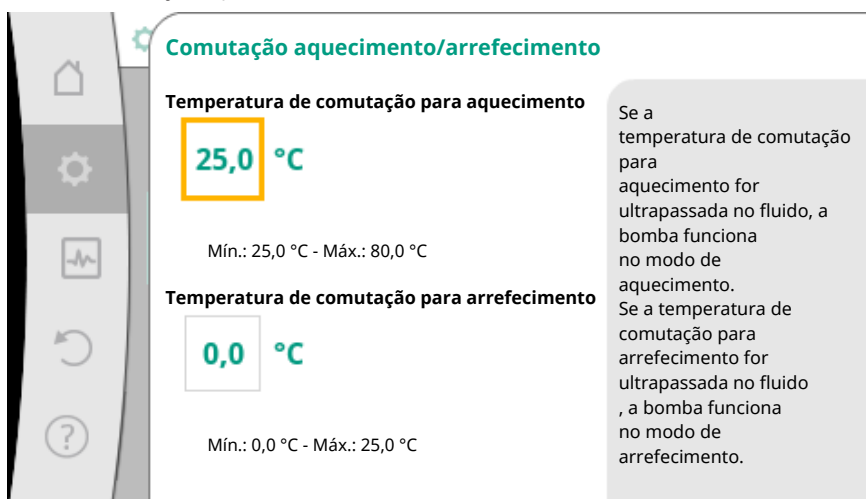 Comutação aquecimento/arrefecimento
Temperatura de comutação para aquecimento
25,0 °C
Mín.: 25,0 °C - Máx.: 80,0 °C
Temperatura de comutação para arrefecimento
0,0 °C
Mín.: 0,0 °C - Máx.: 25,0 °C
Se a
temperatura de comutação
para
aquecimento for
ultrapassada no fluido, a
bomba funciona
no modo de
aquecimento.
Se a temperatura de
comutação para
arrefecimento for
ultrapassada no fluido
, a bomba funciona
no modo de
arrefecimento.
?